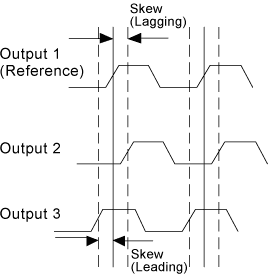 Skew
(Lagging)
Output 1
(Reference)
Output 2
Output 3
Skew
(Leading)